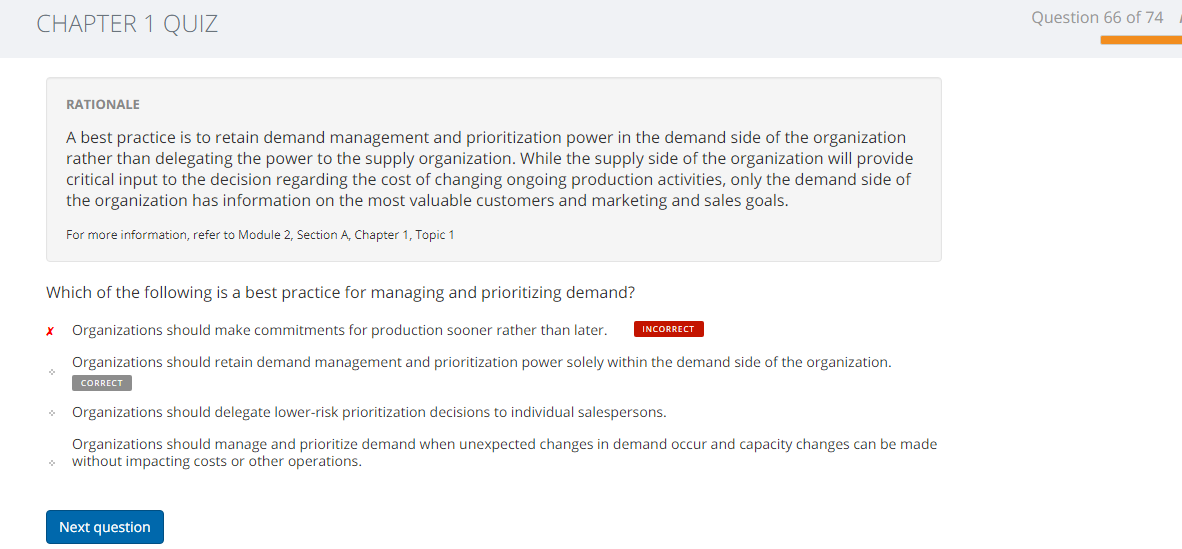 CHAPTER 1 QUIZ
Question 66 of 74
RATIONALE
A best practice is to retain demand management and prioritization power in the demand side of the organization
rather than delegating the power to the supply organization. While the supply side of the organization will provide
critical input to the decision regarding the cost of changing ongoing production activities, only the demand side of
the organization has information on the most valuable customers and marketing and sales goals.
For more information, refer to Module 2, Section A, Chapter 1, Topic 1
Which of the following is a best practice for managing and prioritizing demand?
Organizations should make commitments for production sooner rather than later. INCORRECT
Organizations should retain demand management and prioritization power solely within the demand side of the organization.
CORRECT
Organizations should delegate lower-risk prioritization decisions to individual salespersons.
Organizations should manage and prioritize demand when unexpected changes in demand occur and capacity changes can be made
without impacting costs or other operations.
Next question